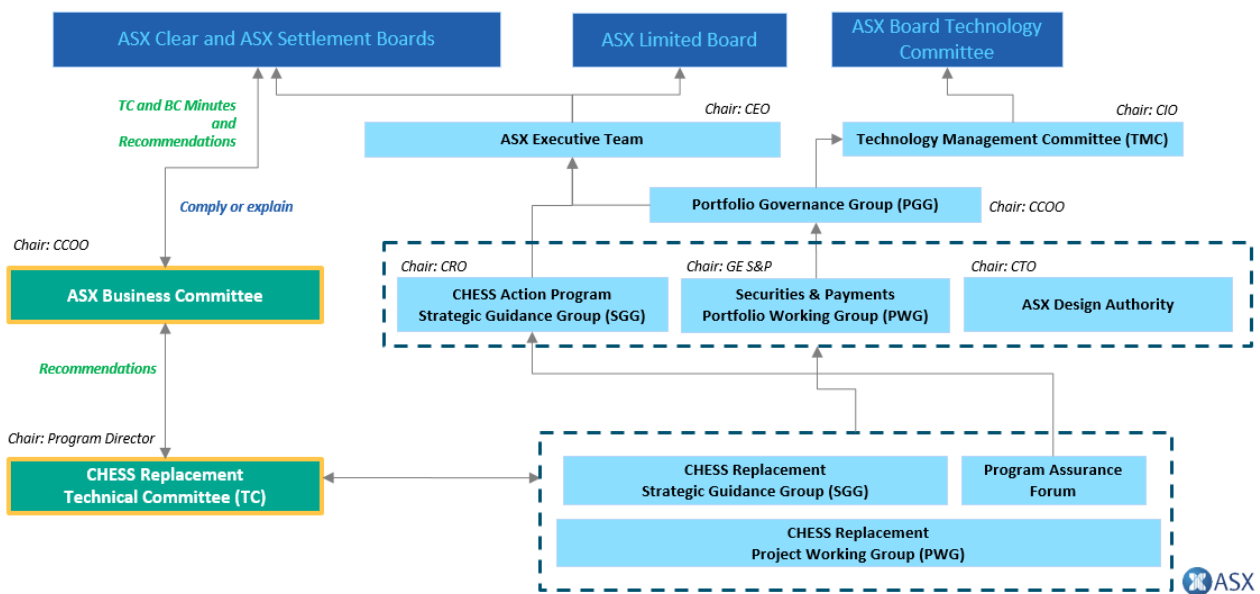 ASX Clear and ASX Settlement Boards
ASX Limited Board
ASX Board Technology
Committee
TC and BC Minutes
and
Recommendations
Chair: CEO
ASX Executive Team
Chair: CIO
Technology Management Committee (TMC)
Comply or explain
Portfolio Governance Group (PGG)
Chair: CCOO
Chair: CCOO
ASX Business Committee
Chair: CRO
CHESS Action Program
Strategic Guidance Group (SGG)
Chair: GE S&P
Securities & Payments
Portfolio Working Group (PWG)
Chair: CTO
ASX Design Authority
Recommendations
Chair: Program Director
CHESS Replacement
Technical Committee (TC)
CHESS Replacement
Strategic Guidance Group (SGG)
Program Assurance
Forum
CHESS Replacement
Project Working Group (PWG)
ASX